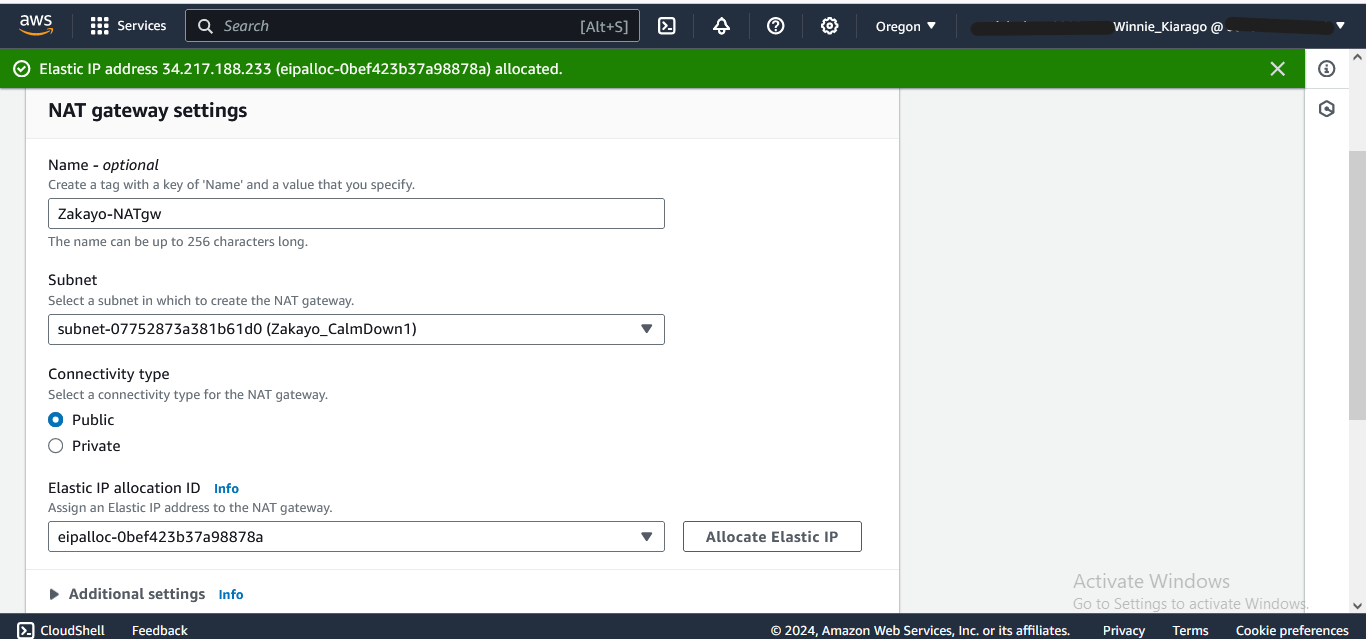 aws
Services
Search
[Alt+S]
Oregon
Winnie_Kiarago @
Elastic IP address 34.217.188.233 (eipalloc-0bef423b37a98878a) allocated.
NAT gateway settings
Name - optional
Create a tag with a key of 'Name' and a value that you specify.
Zakayo-NATgw
The name can be up to 256 characters long.
Subnet
Select a subnet in which to create the NAT gateway.
subnet-07752873a381b61d0 (Zakayo_CalmDown1)
Connectivity type
Select a connectivity type for the NAT gateway.
Public
Private
Elastic IP allocation ID Info
Assign an Elastic IP address to the NAT gateway.
eipalloc-0bef423b37a98878a
Allocate Elastic IP
Additional settings Info
Activate Windows
Go to Settings to activate Windows.
CloudShell
Feedback
© 2024, Amazon Web Services, Inc. or its affiliates.
Privacy
Terms
Cookie preferences